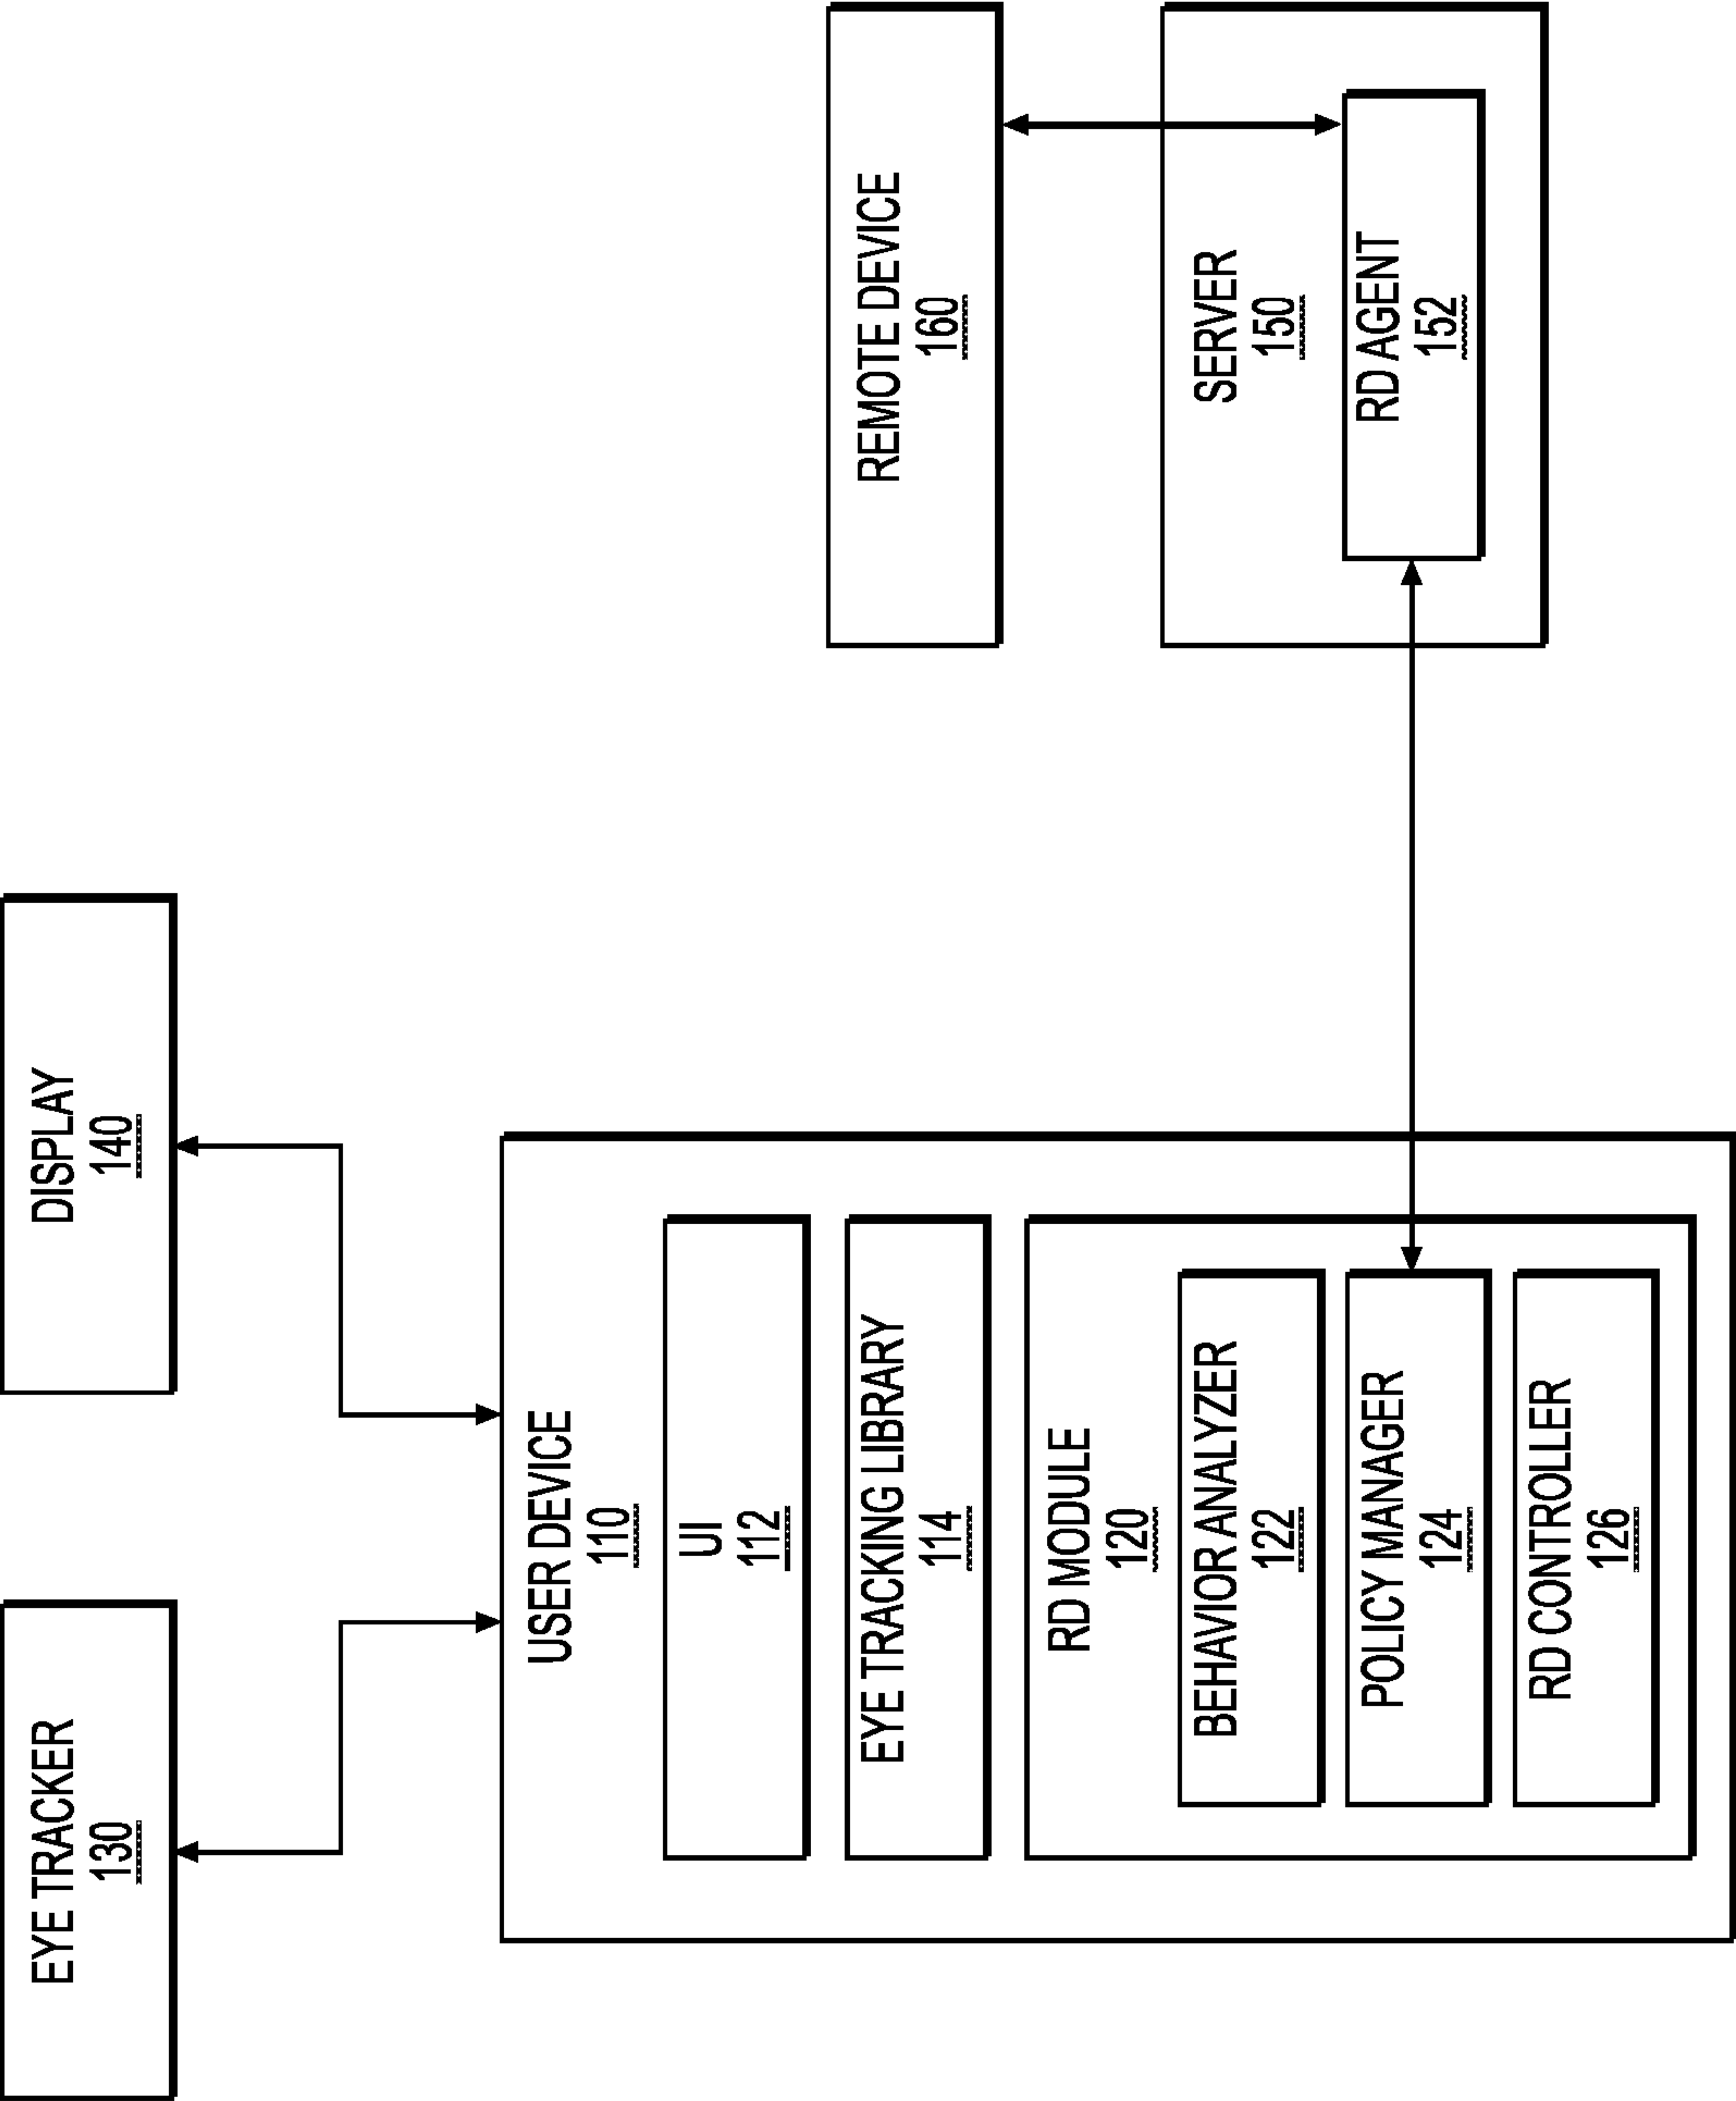 EYE TRACKER
130
DISPLAY
140
USER DEVICE
110
UI
112
EYE TRACKING LIBRARY
114
RD MODULE
120
BEHAVIOR ANALYZER
122
POLICY MANAGER
124
RD CONTROLLER
126
REMOTE DEVICE
160
SERVER
150
RD AGENT
152